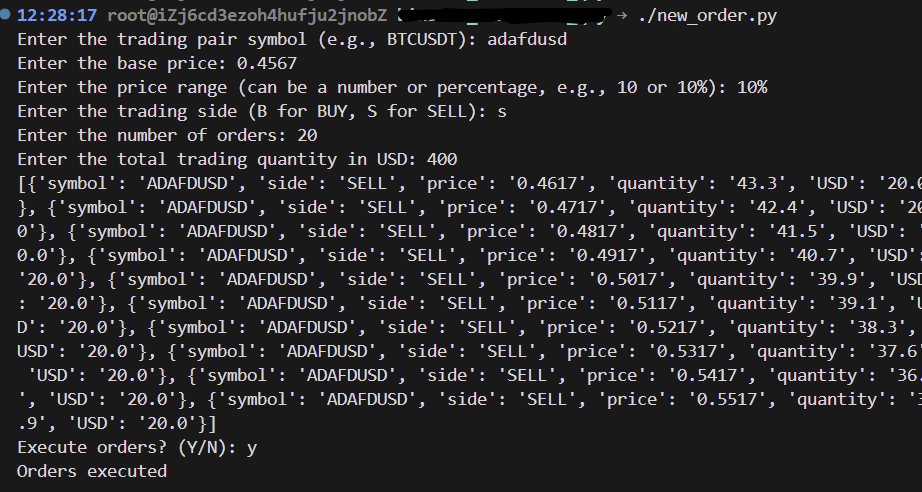 12:28:17 root@iZj6cd3ezoh4hufju2jnobZ → ./new_order.py
Enter the trading pair symbol (e.g., BTCUSDT): adafdusd
Enter the base price: 0.4567
Enter the price range (can be a number or percentage, e.g., 10 or 10%): 10%
Enter the trading side (B for BUY, S for SELL): s
Enter the number of orders: 20
Enter the total trading quantity in USD: 400
[{'symbol': 'ADAFDUSD', 'side': 'SELL', 'price': '0.4617', 'quantity': '43.3', 'USD': '20.0
}, {'symbol': 'ADAFDUSD', 'side': 'SELL', 'price': '0.4717', 'quantity': '42.4', 'USD': '20
0'}, {'symbol': 'ADAFDUSD', 'side': 'SELL', 'price': '0.4817', 'quantity': '41.5', 'USD': '
0.0'}, {'symbol': 'ADAFDUSD', 'side': 'SELL', 'price': '0.4917', 'quantity': '40.7', 'USD':
'20.0'}, {'symbol': 'ADAFDUSD', 'side': 'SELL', 'price': '0.5017', 'quantity': '39.9', 'USD
: '20.0'}, {'symbol': 'ADAFDUSD', 'side': 'SELL', 'price': '0.5117', 'quantity': '39.1', 'U
D': '20.0'}, {'symbol': 'ADAFDUSD', 'side': 'SELL', 'price': '0.5217', 'quantity': '38.3',
USD': '20.0'}, {'symbol': 'ADAFDUSD', 'side': 'SELL', 'price': '0.5317', 'quantity': '37.6'
'USD': '20.0'}, {'symbol': 'ADAFDUSD', 'side': 'SELL', 'price': '0.5417', 'quantity': '36.
', 'USD': '20.0'}, {'symbol': 'ADAFDUSD', 'side': 'SELL', 'price': '0.5517', 'quantity': '3
.9', 'USD': '20.0'}]
Execute orders? (Y/N): y
Orders executed